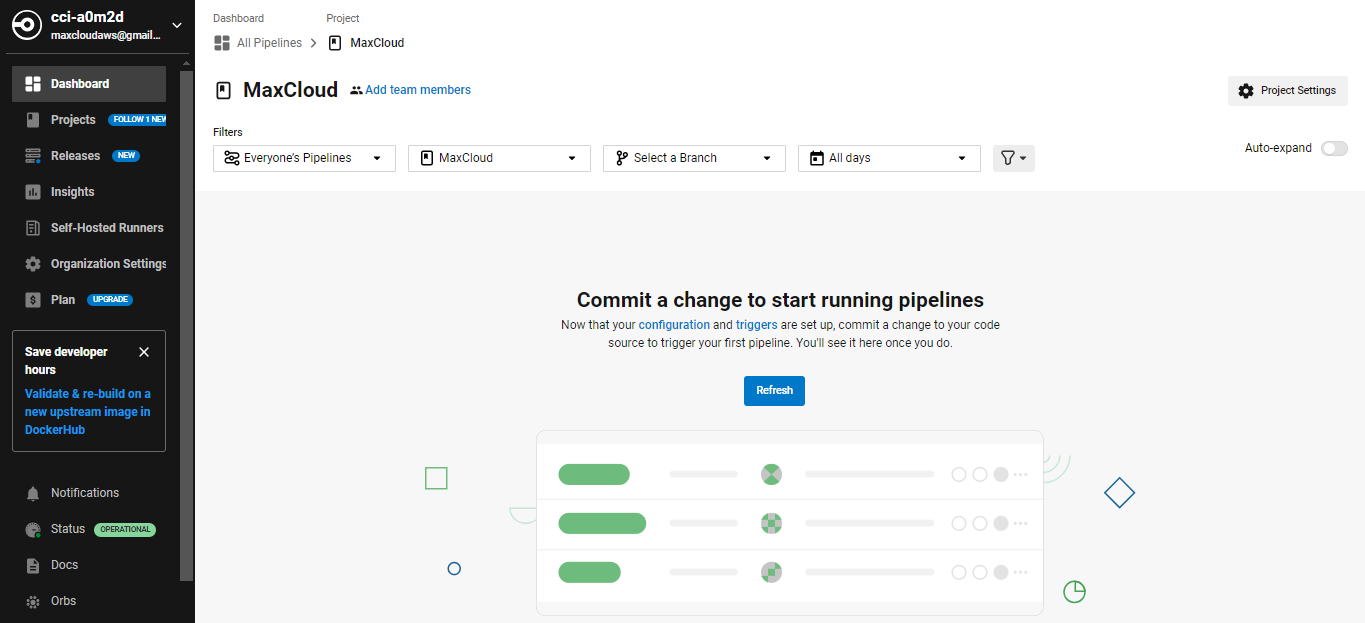 cci-a0m2d
maxcloudaws@gmail...
Dashboard
Projects FOLLOW 1 NEW
Releases NEW
Insights
Self-Hosted Runners
Organization Settings
Plan UPGRADE
Save developer
hours
Validate & re-build on a
new upstream image in
DockerHub
Notifications
Status OPERATIONAL
Docs
Orbs
Dashboard Project
All Pipelines MaxCloud
MaxCloud Add team members
Project Settings
Filters
Everyone's Pipelines MaxCloud Select a Branch All days
Auto-expand
Commit a change to start running pipelines
Now that your configuration and triggers are set up, commit a change to your code
source to trigger your first pipeline. You'll see it here once you do.
Refresh